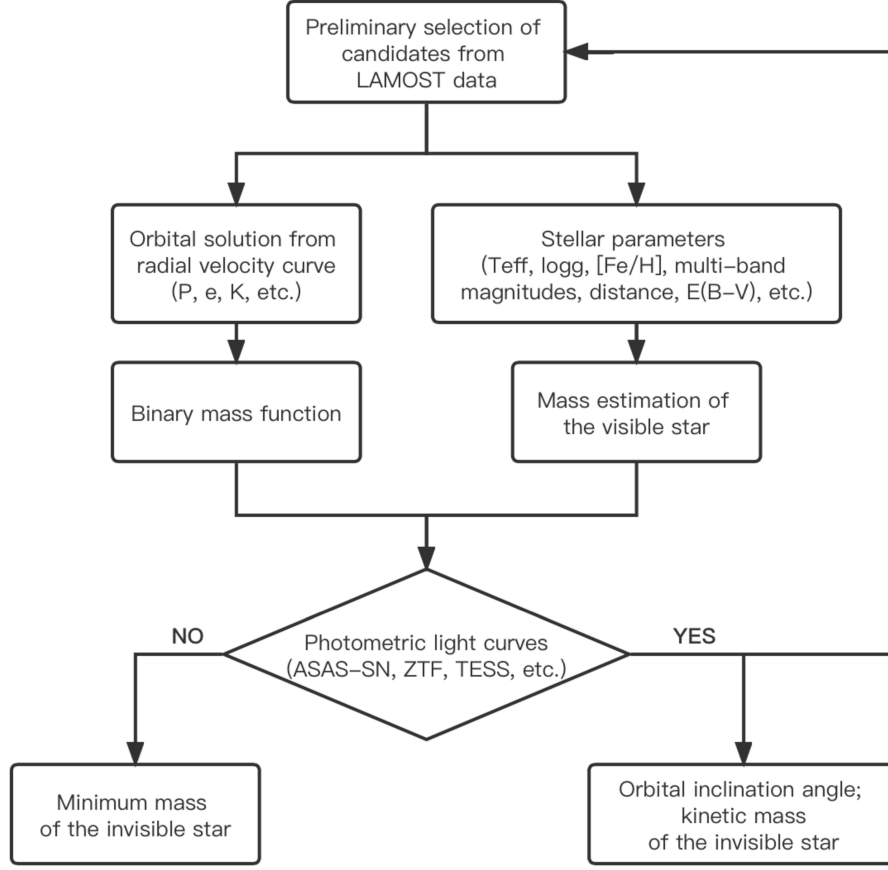 Preliminary selection of
candidates from
LAMOST data
Orbital solution from
radial velocity curve
(P, e, K, etc.)
Stellar parameters
(Teff, logg, [Fe/H], multi-band
magnitudes, distance, E(B-V), etc.)
Binary mass function
Mass estimation of
the visible star
NO
YES
Photometric light curves
(ASAS-SN, ZTF, TESS, etc.)
Minimum mass
of the invisible star
Orbital inclination angle;
kinetic mass
of the invisible star